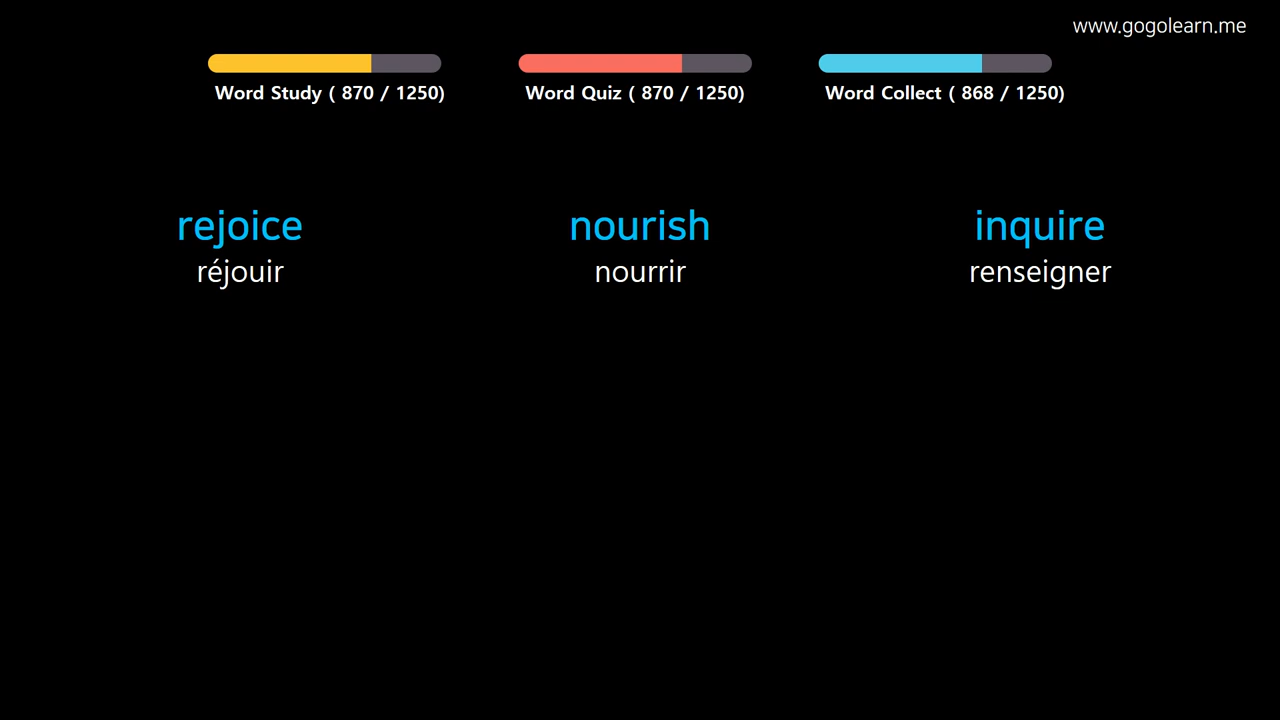 www.gogolearn.me
Word Study ( 870 / 1250)
Word Quiz ( 870 / 1250)
Word Collect ( 868 / 1250)
rejoice
réjouir
nourish
nourrir
inquire
renseigner